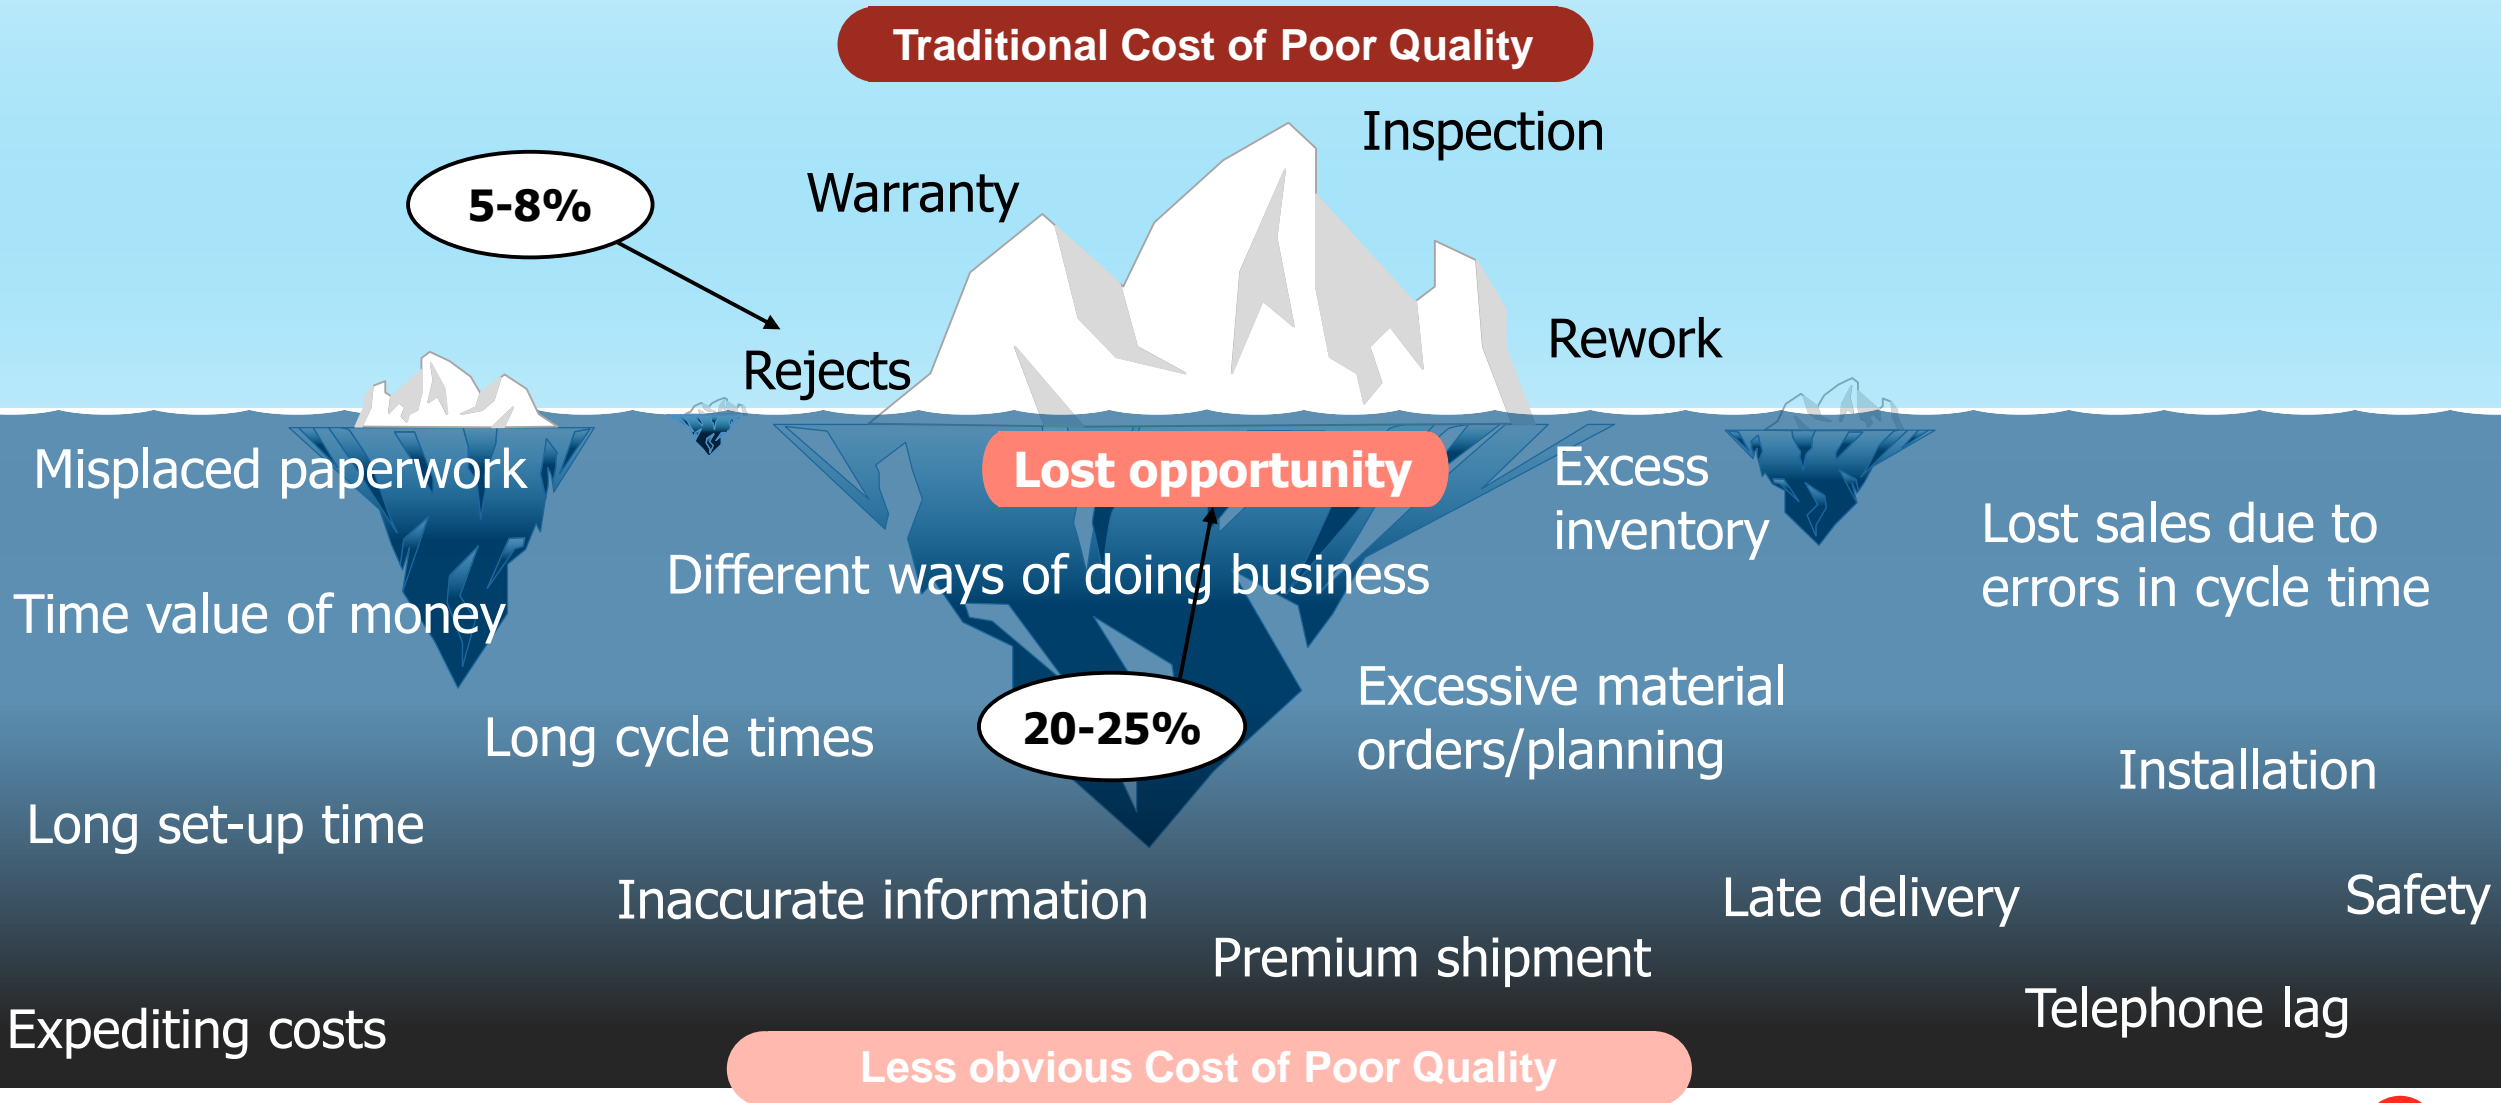 Traditional Cost of Poor Quality
Inspection
Warranty
5-8%
Rework
Rejects
Misplaced paperwork
Lost opportunity
Excess
inventory
Lost sales due to
errors in cycle time
Different ways of doing business
Time value of money
Excessive material
orders/planning
20-25%
Long cycle times
Installation
Long set-up time
Inaccurate information
Late delivery
Safety
Premium shipment
Telephone lag
Expediting costs
Less obvious Cost of Poor Quality